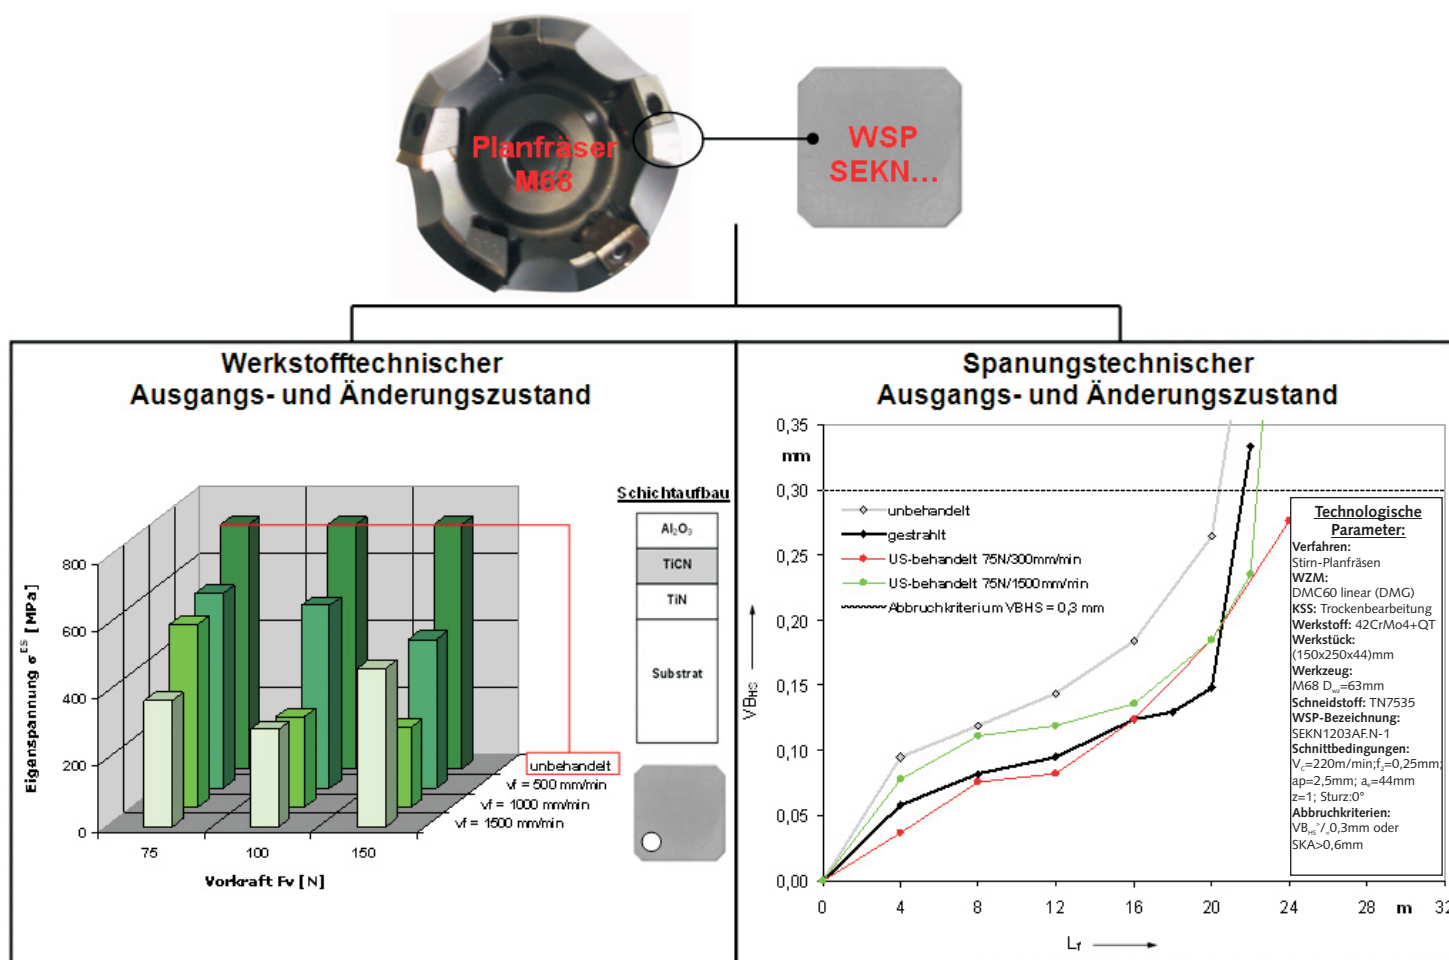 Planfräser
M68
WSP
SEKN...
Werkstofftechnischer
Ausgangs- und Änderungszustand
Eigenspannung σ^ES [MPa]
800
600
400
200
0
75
100
150
Vorkraft Fv [N]
unbehandelt
vf = 500 mm/min
vf = 1000 mm/min
vf = 1500 mm/min
Schichtaufbau
Al₂O₃
TiCN
TiN
Substrat
Spanungstechnischer
Ausgangs- und Änderungszustand
0,35
mm
0,30
0,25
0,20
0,15
0,10
0,05
0,00
VB_HS
0
4
8
12
16
20
24
28
m
32
L_f
unbehandelt
gestrahlt
US-behandelt 75N/300mm/min
US-behandelt 75N/1500mm/min
Abbruchkriterium VBHS = 0,3 mm
Technologische
Parameter:
Verfahren:
Stirn-Planfräsen
WZM:
DMC60 linear (DMG)
KSS: Trockenbearbeitung
Werkstoff: 42CrMo4+QT
Werkstück:
(150x250x44)mm
Werkzeug:
M68 D_wz=63mm
Schneidstoff: TN7535
WSP-Bezeichnung:
SEKN1203AF.N-1
Schnittbedingungen:
V_c=220m/min;f_z=0,25mm;
ap=2,5mm; a_e=44mm
z=1; Sturz:0°
Abbruchkriterien:
VB_HS >/= 0,3mm oder
SKA>0,6mm